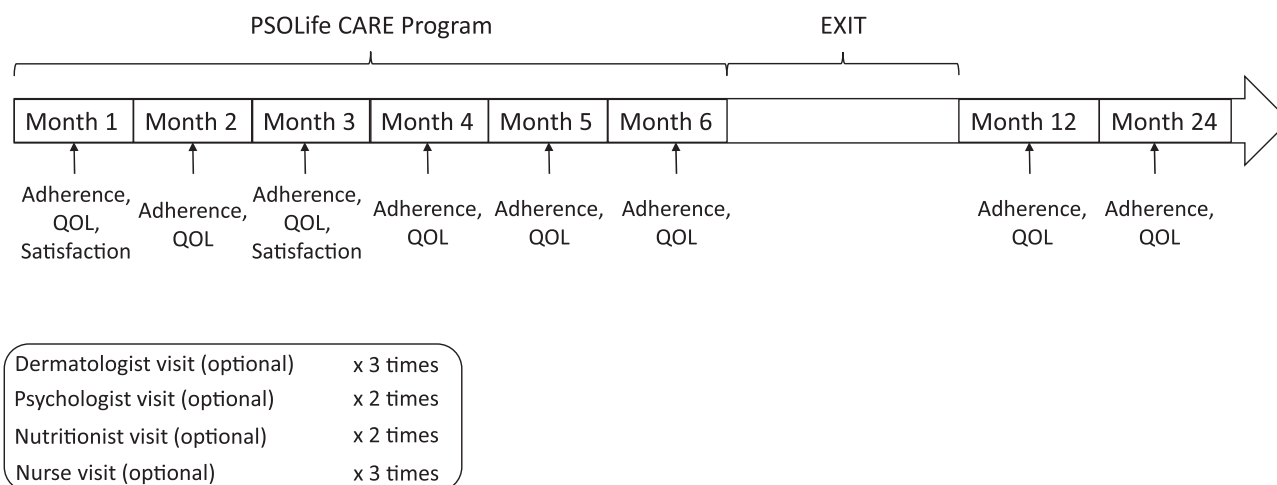 PSOLife CARE Program
EXIT
Month 1
Month 2
Month 3
Month 4
Month 5
Month 6
Month 12
Month 24
Adherence,
QOL,
Satisfaction
Adherence,
QOL
Adherence,
QOL,
Satisfaction
Adherence,
QOL
Adherence,
QOL
Adherence,
QOL
Adherence,
QOL
Adherence,
QOL
Dermatologist visit (optional) x 3 times
Psychologist visit (optional) x 2 times
Nutritionist visit (optional) x 2 times
Nurse visit (optional) x 3 times